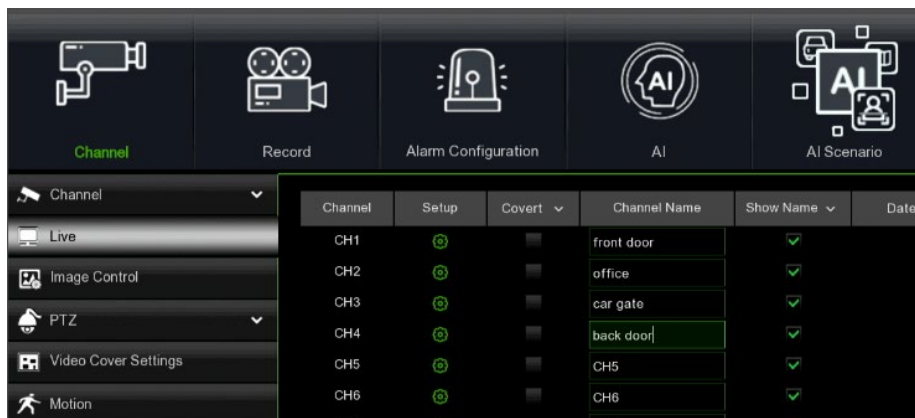 Channel Record Alarm Configuration AI AI Scenario
AI
AI
Channel
Live
Image Control
PTZ
Video Cover Settings
Motion
Channel Setup Covert Channel Name Show Name Date
CH1 front door
CH2 office
CH3 car gate
CH4 back door
CH5 CH5
CH6 CH6